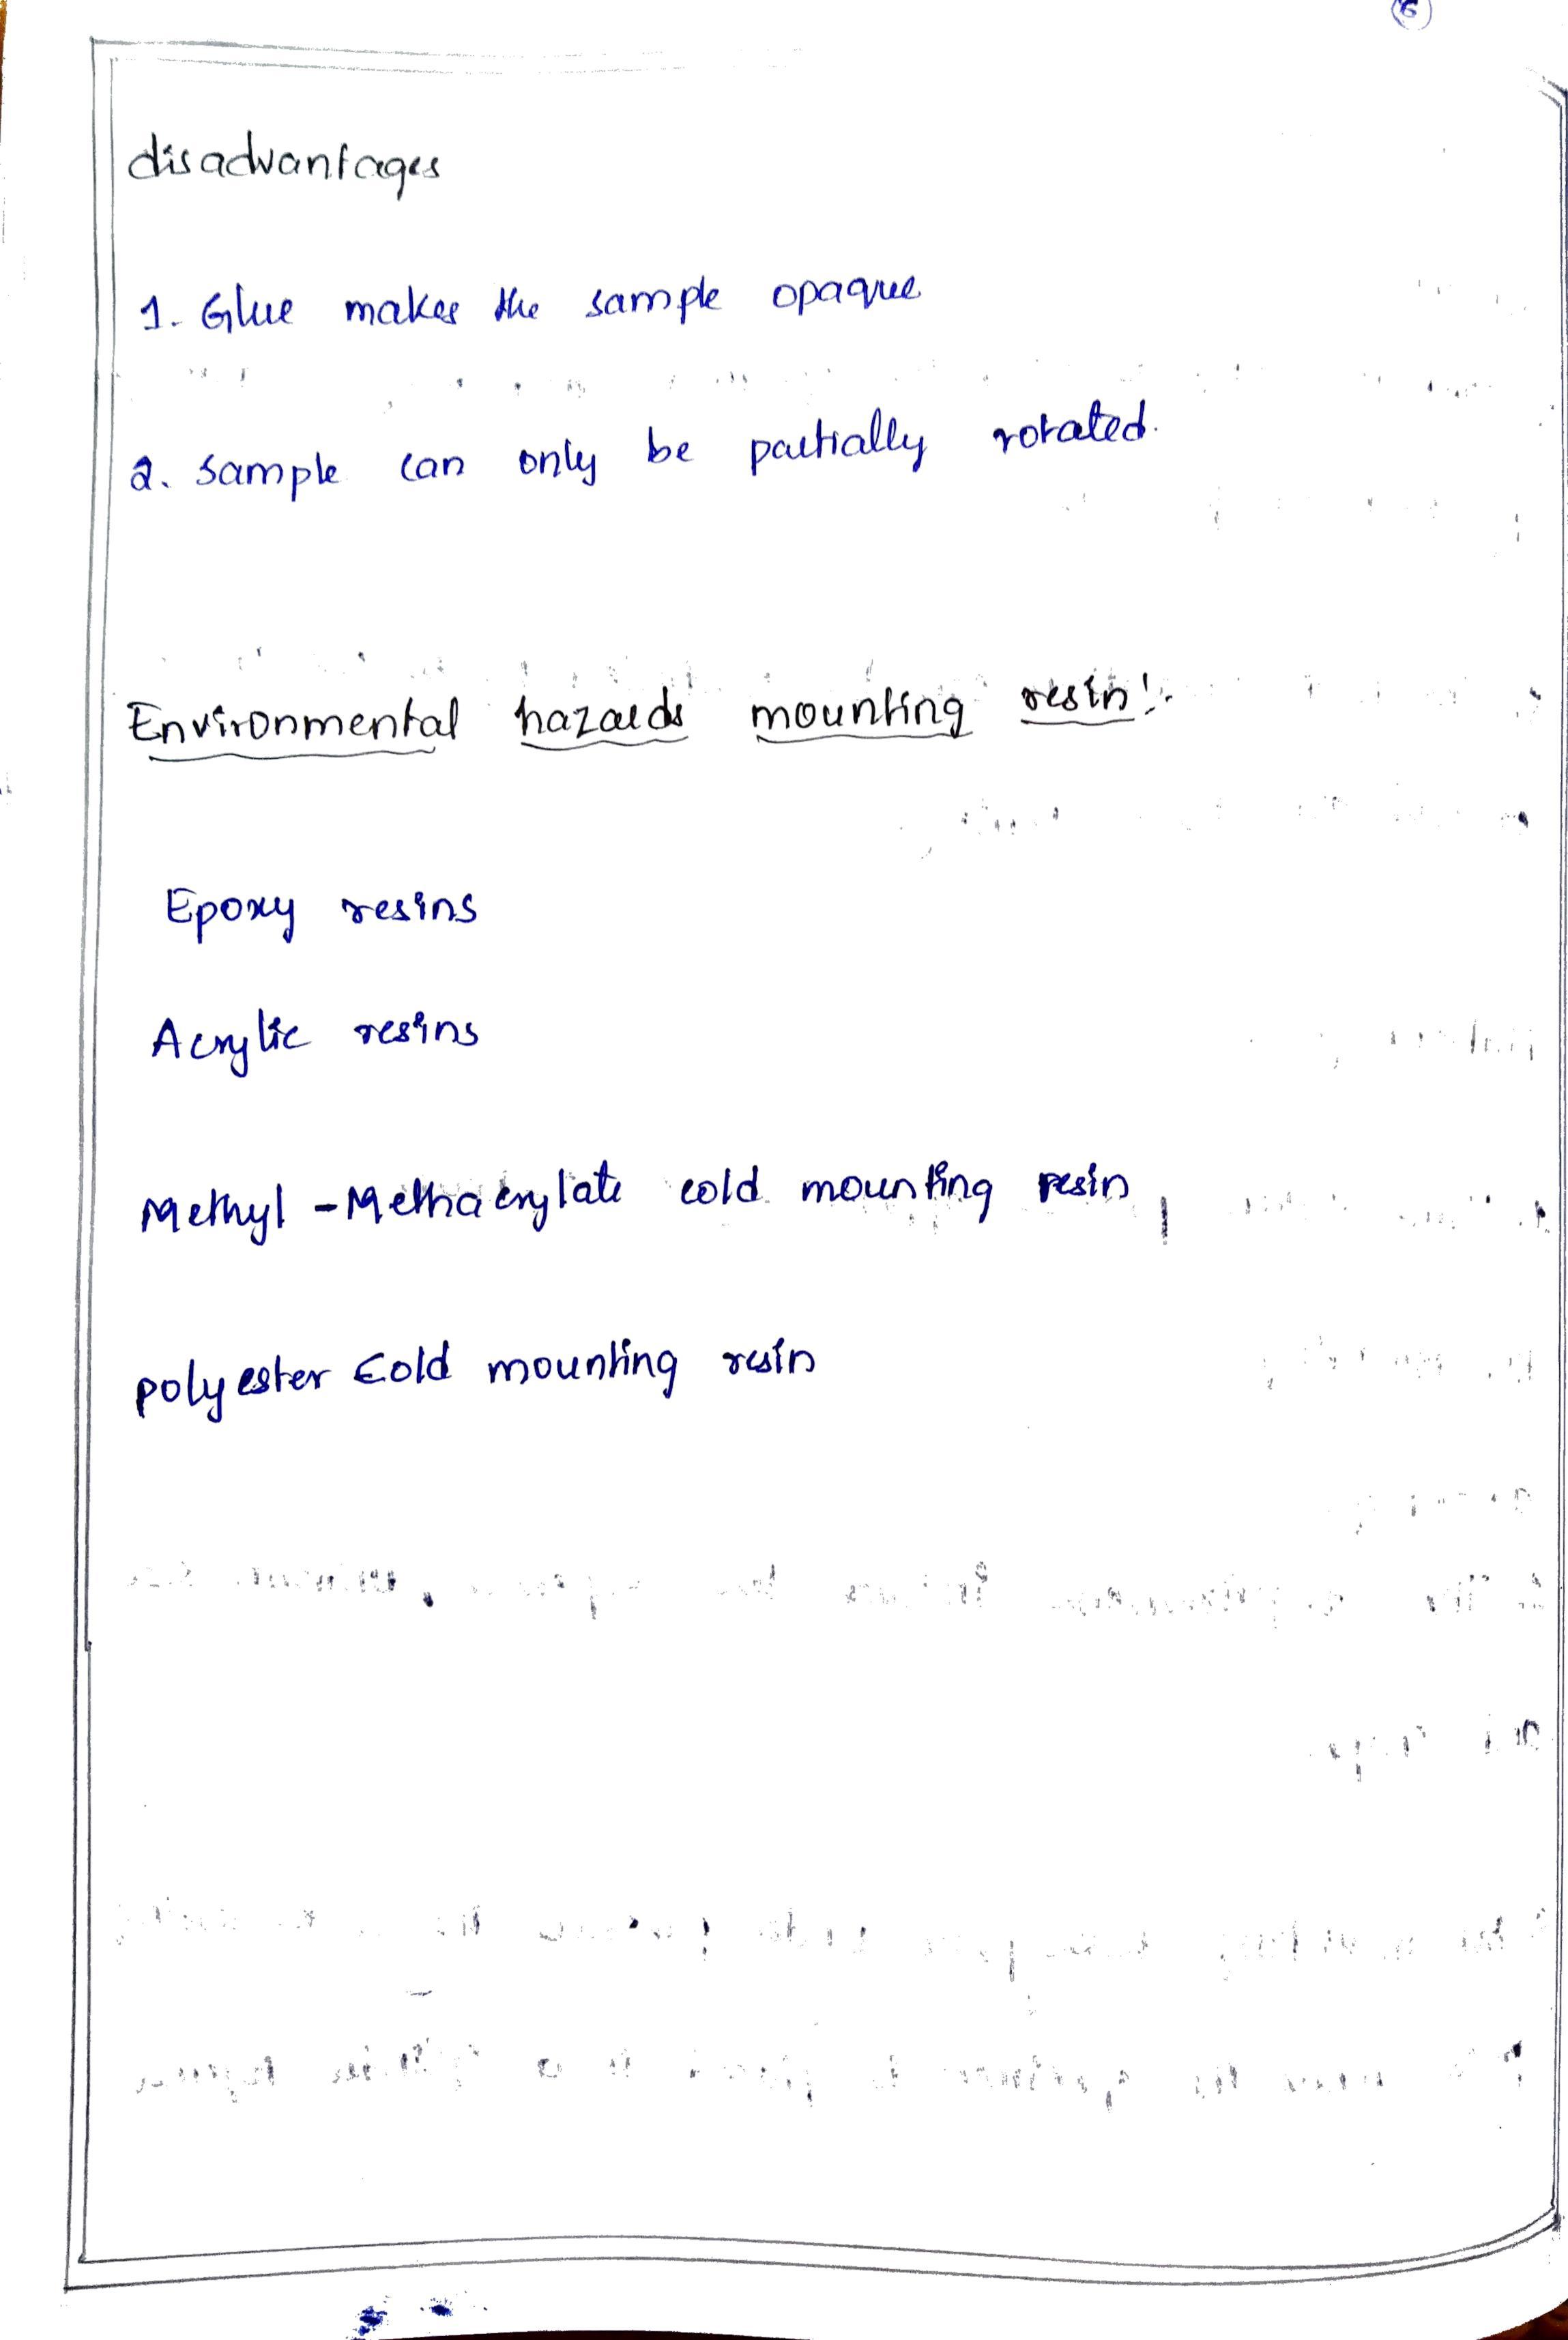 6
disadvantages
1. Glue makes the sample opaque
2. sample can only be partially rotated.
Environmental hazards mounting resin:-
Epoxy resins
Acrylic resins
Methyl - Methacrylate cold mounting resin
polyester cold mounting resin